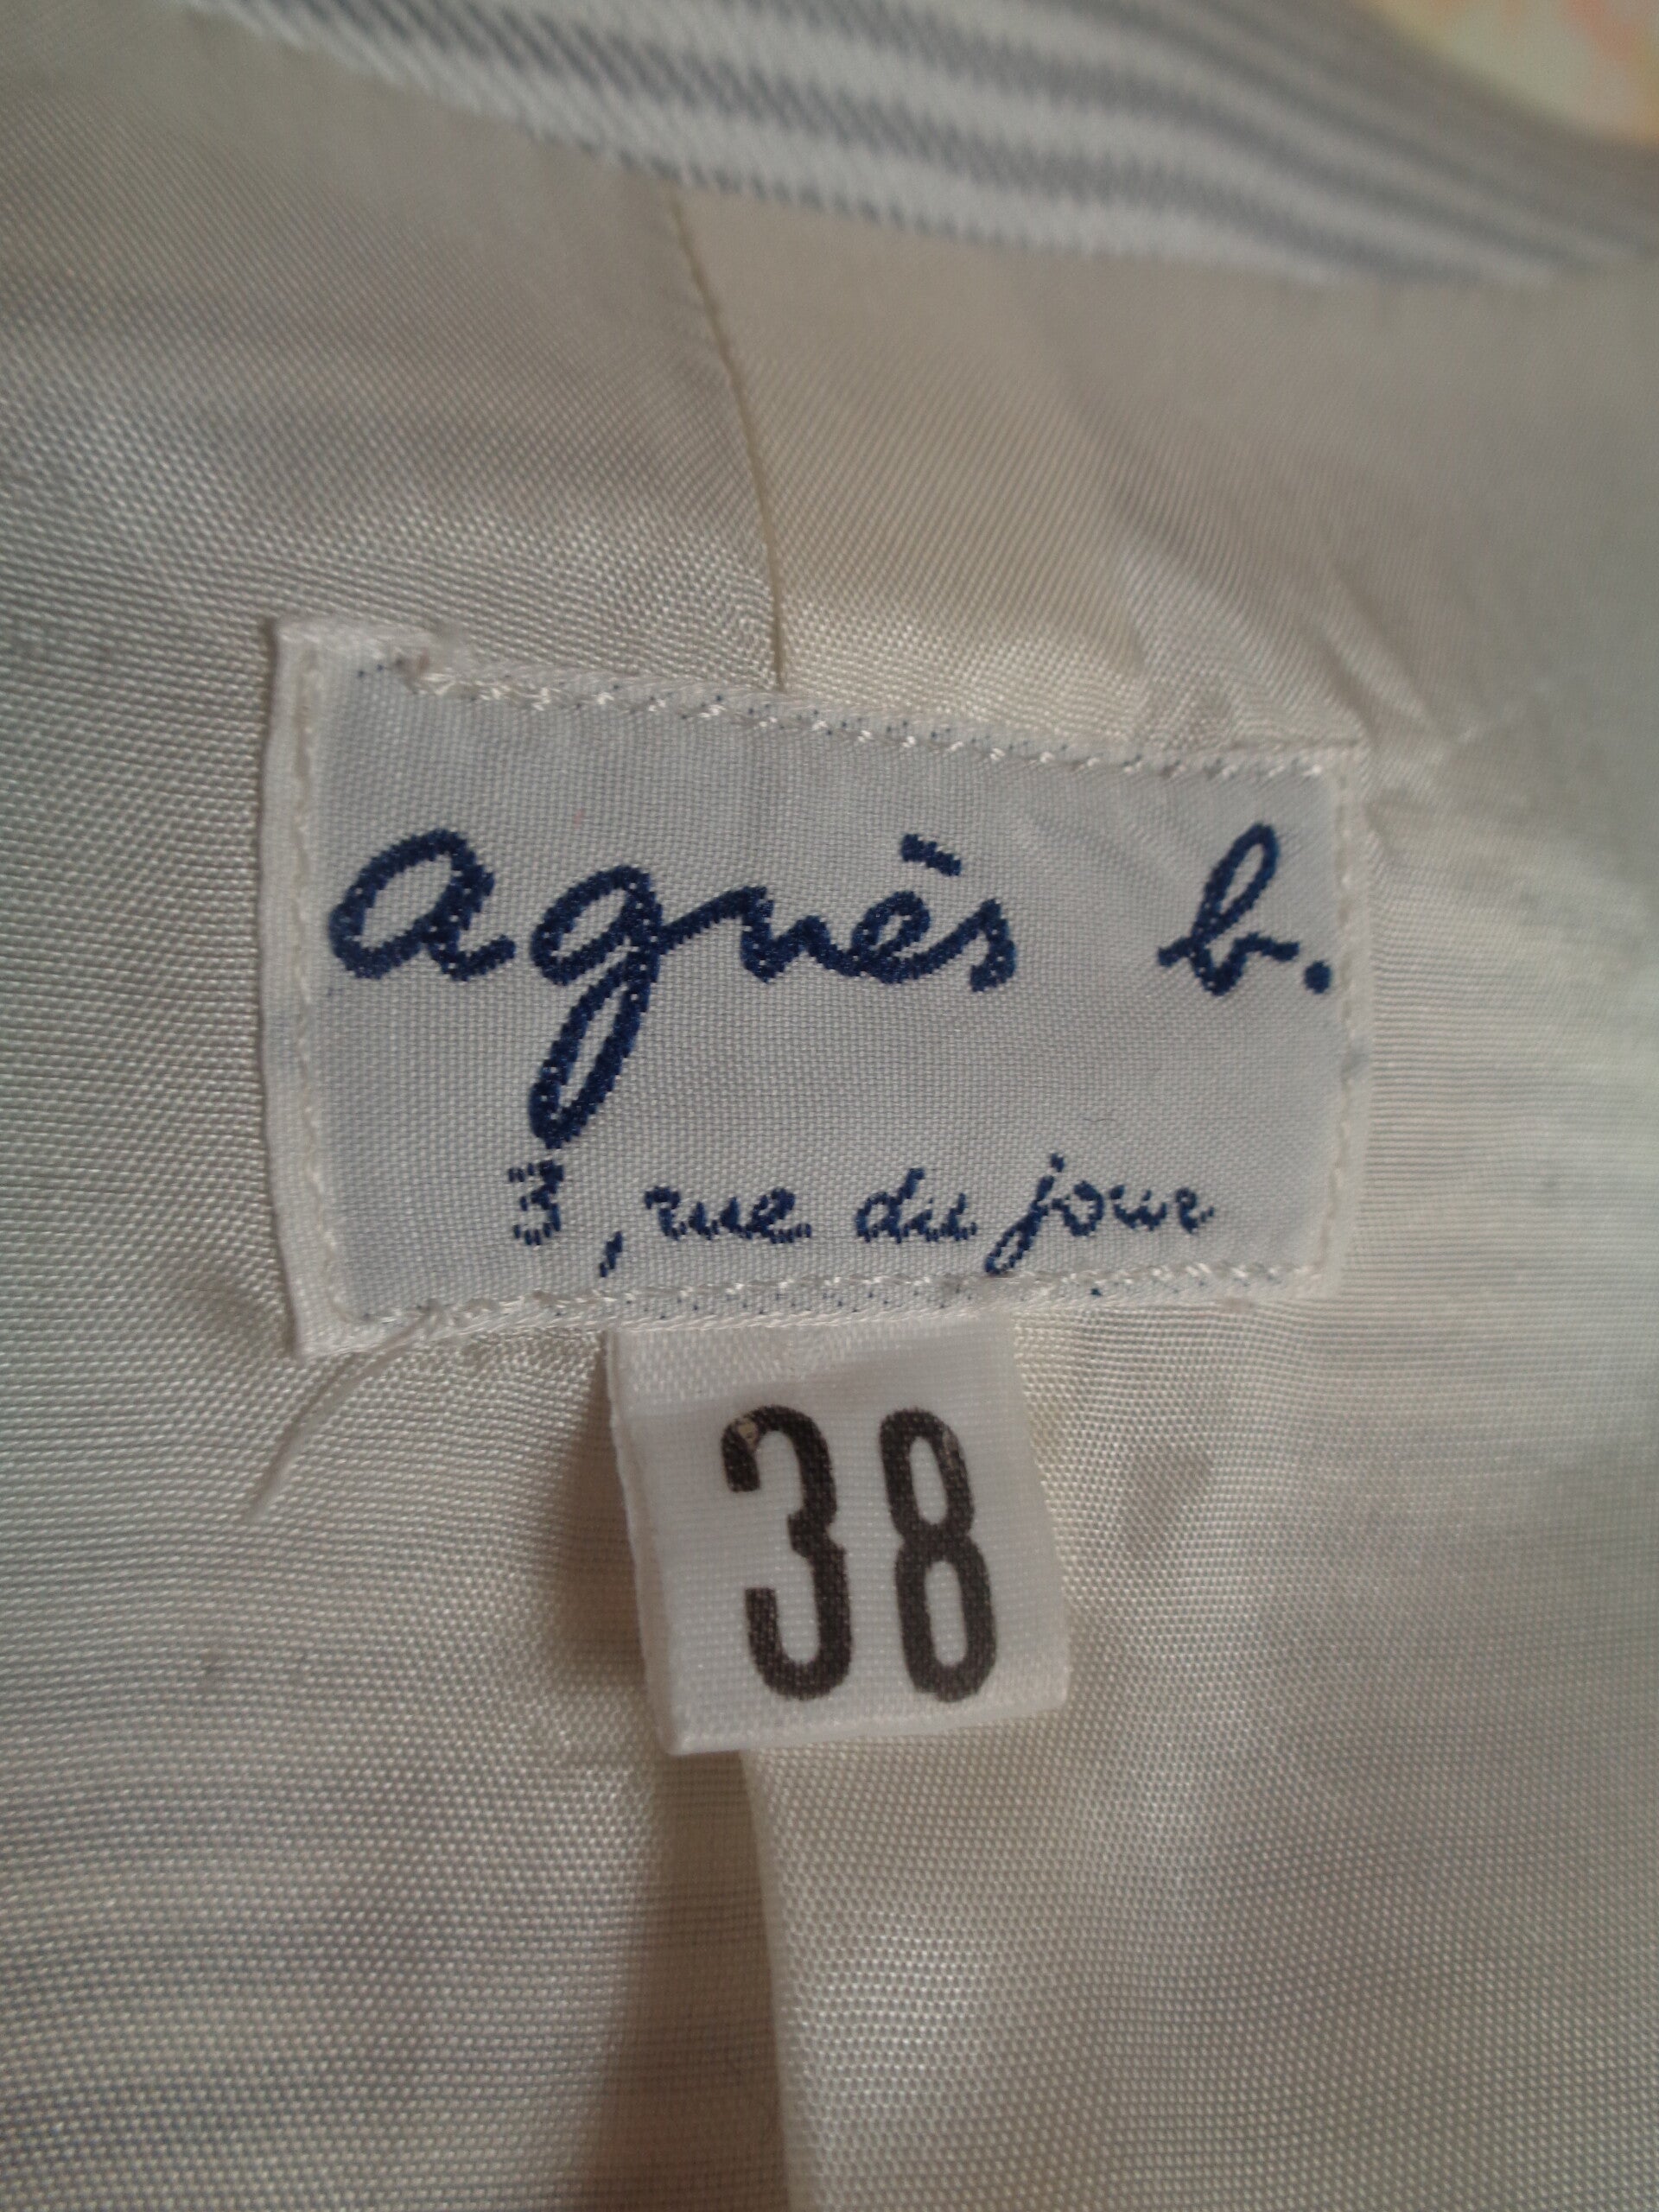 agnès b.
3, rue du jour
38